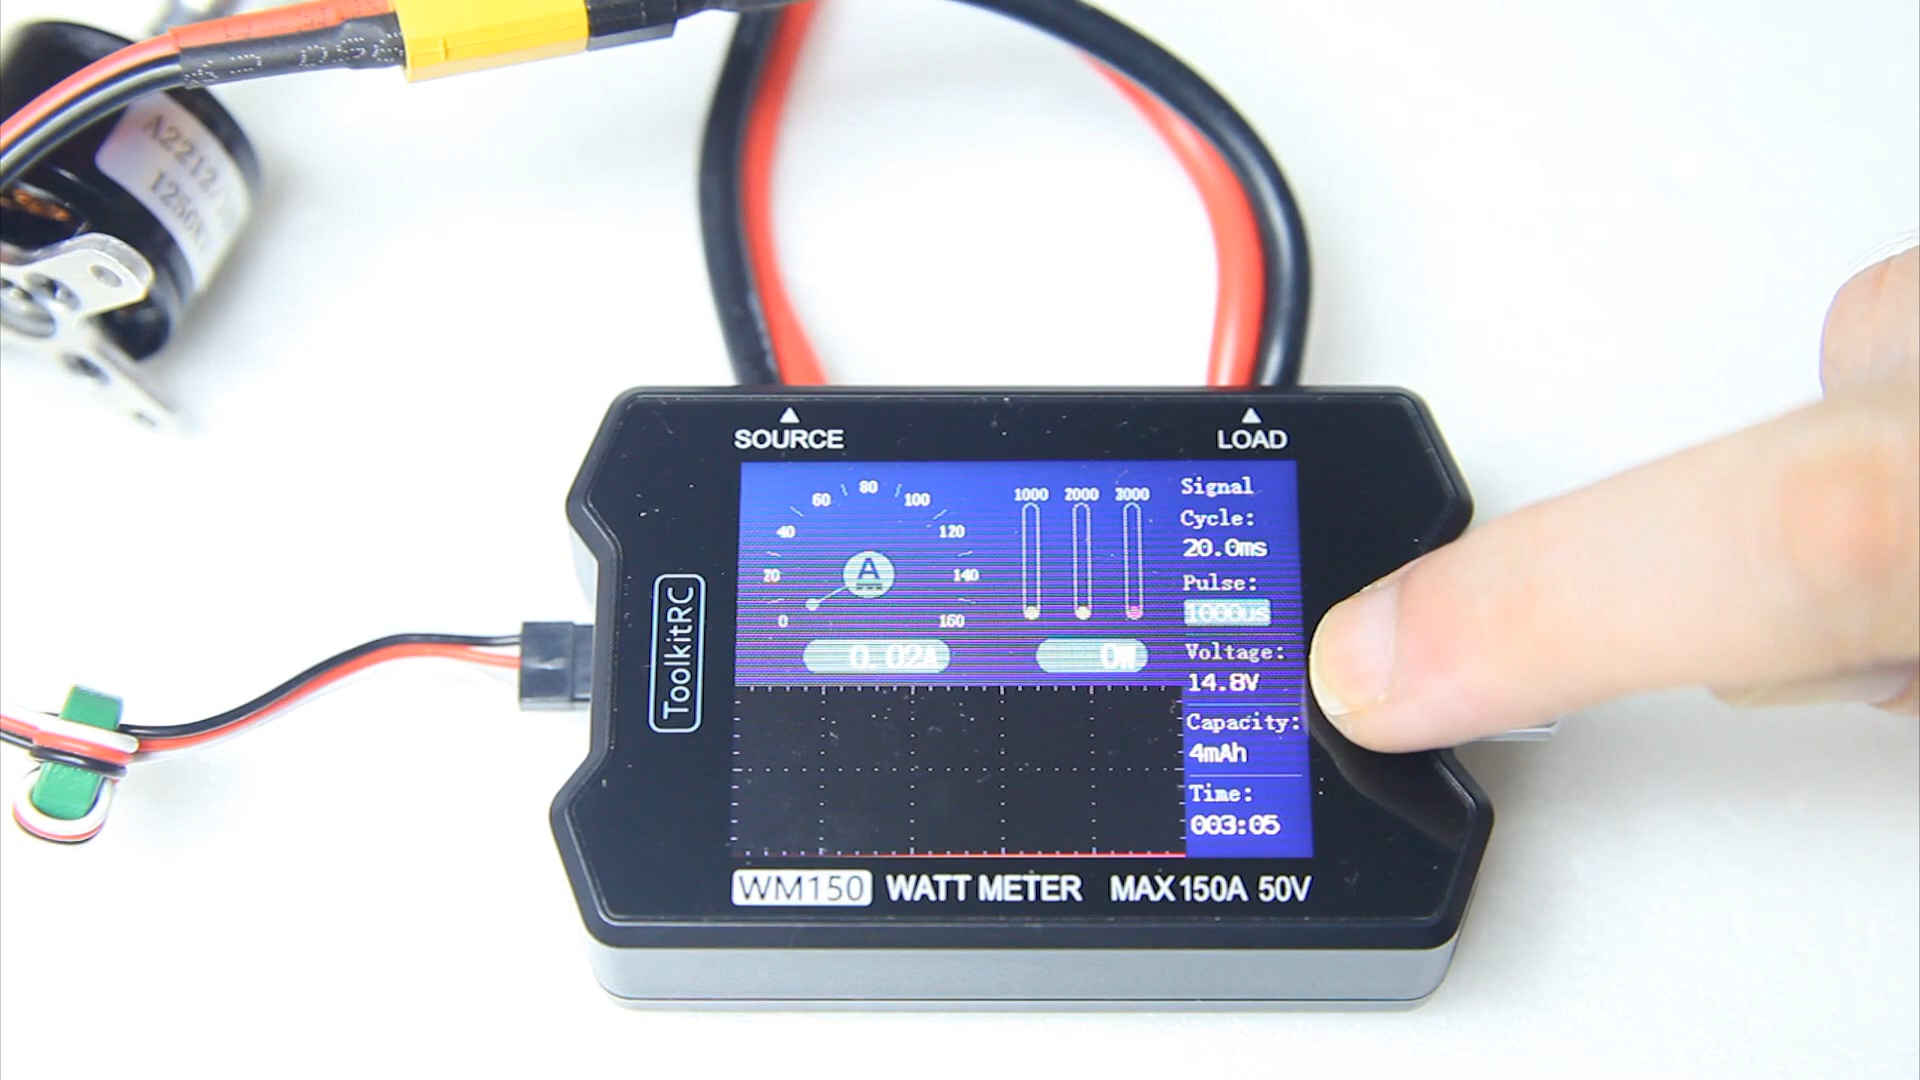 A2212/
1250KV
SOURCE
LOAD
ToolkitRC
0
20
40
60
80
100
120
140
160
A
0.02A
1000
2000
3000
0W
Signal
Cycle:
20.0ms
Pulse:
1000us
Voltage:
14.8V
Capacity:
4mAh
Time:
003:05
WM150 WATT METER MAX 150A 50V